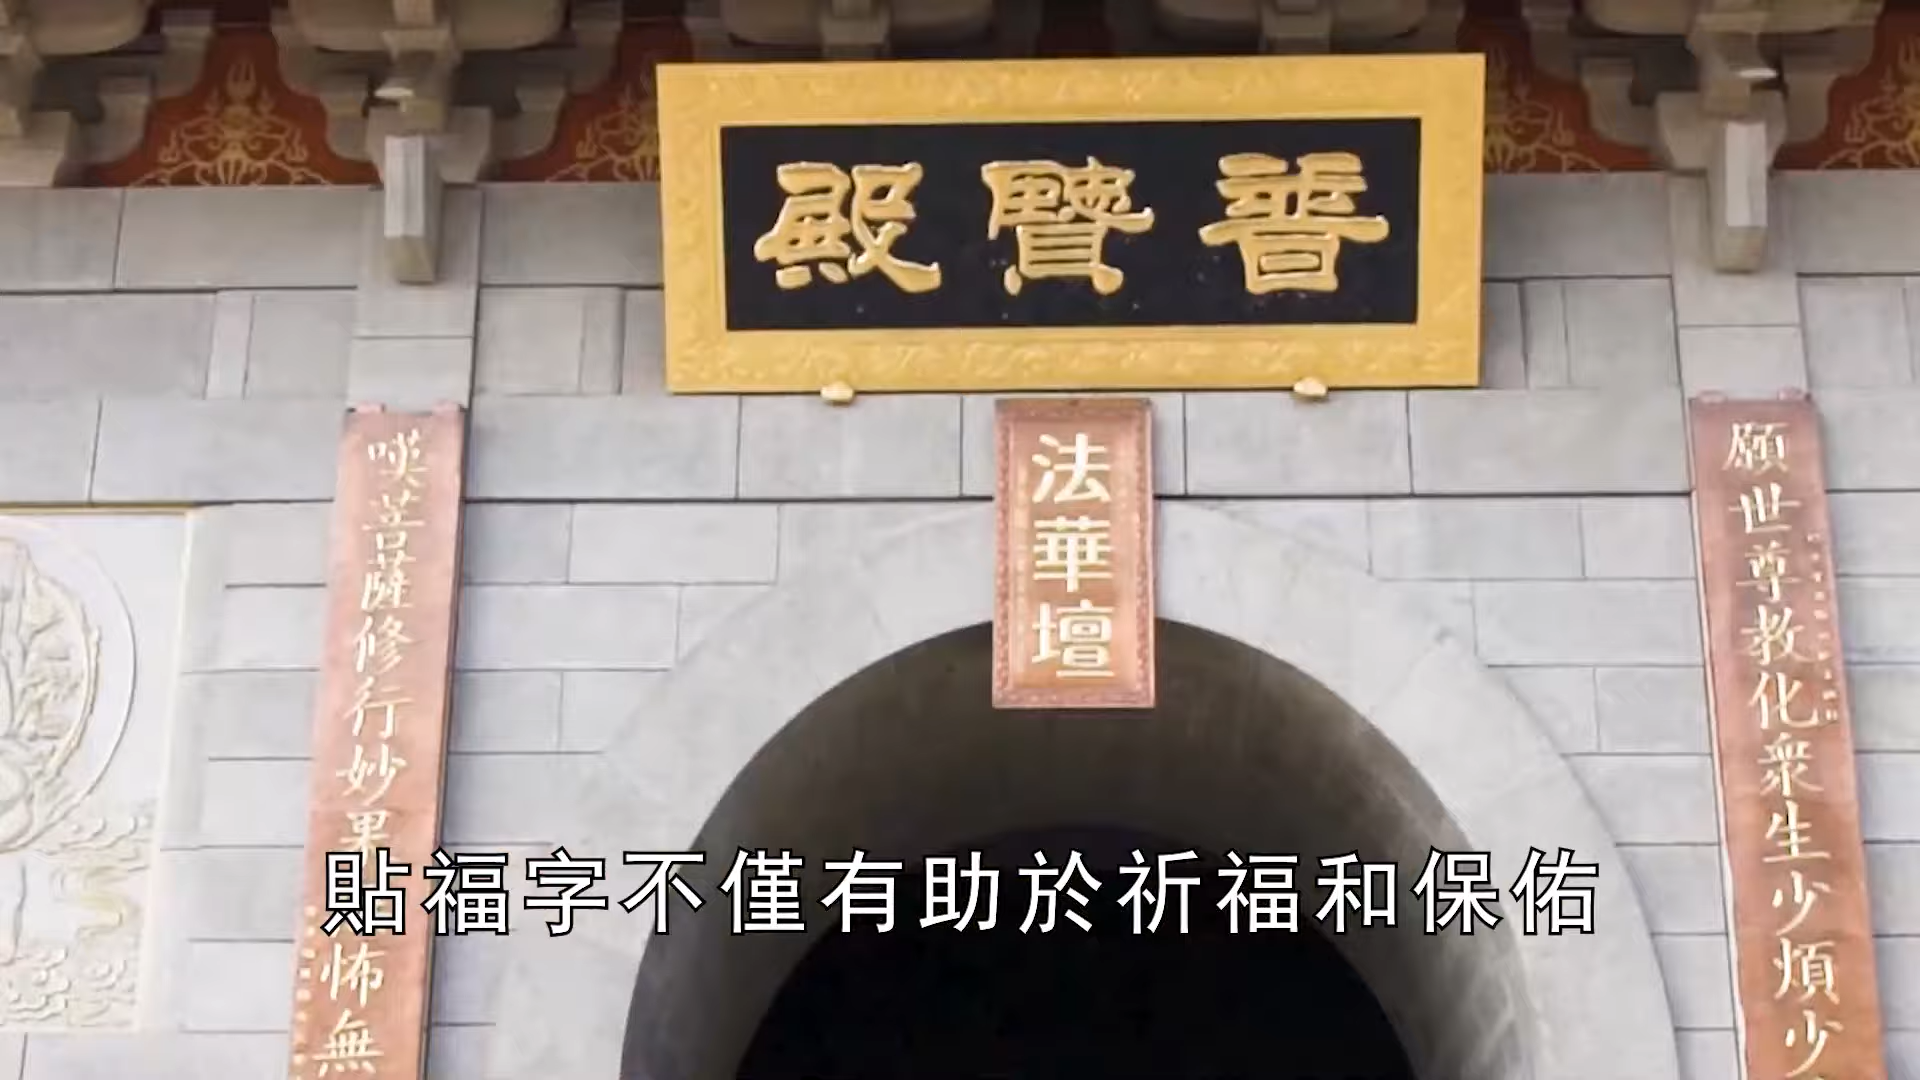 普賢殿
法華壇
願世尊教化眾生少煩少
嘆菩薩修行妙果怖無
貼福字不僅有助於祈福和保佑